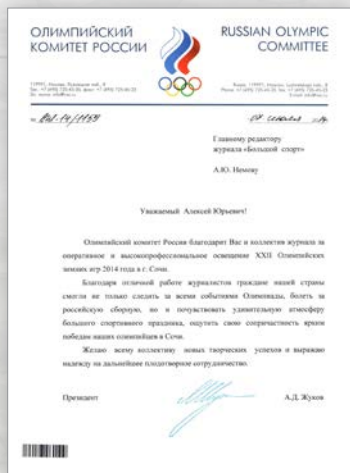 ОЛИМПИЙСКИЙ
КОМИТЕТ РОССИИ
RUSSIAN OLYMPIC
COMMITTEE
Главному редактору
журнала «Большой спорт»
А.Ю. Немову
Уважаемый Алексей Юрьевич!
Олимпийский комитет России благодарит Вас и коллектив журнала за
оперативное и высокопрофессиональное освещение XXII Олимпийских
зимних игр 2014 года в г. Сочи.
Благодаря отличной работе журналистов граждане нашей страны
смогли не только следить за всеми событиями Олимпиады, болеть за
российскую сборную, но и почувствовать удивительную атмосферу
большого спортивного праздника, ощутить свою сопричастность ярким
победам наших олимпийцев в Сочи.
Желаю всему коллективу новых творческих успехов и выражаю
надежду на дальнейшее плодотворное сотрудничество.
Президент
А.Д. Жуков